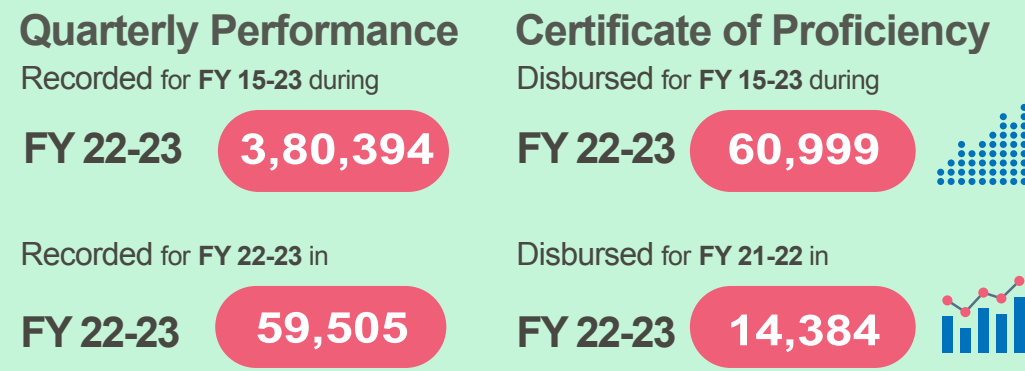 Quarterly Performance
Recorded for FY 15-23 during
FY 22-23 3,80,394
Recorded for FY 22-23 in
FY 22-23 59,505
Certificate of Proficiency
Disbursed for FY 15-23 during
FY 22-23 60,999
Disbursed for FY 21-22 in
FY 22-23 14,384